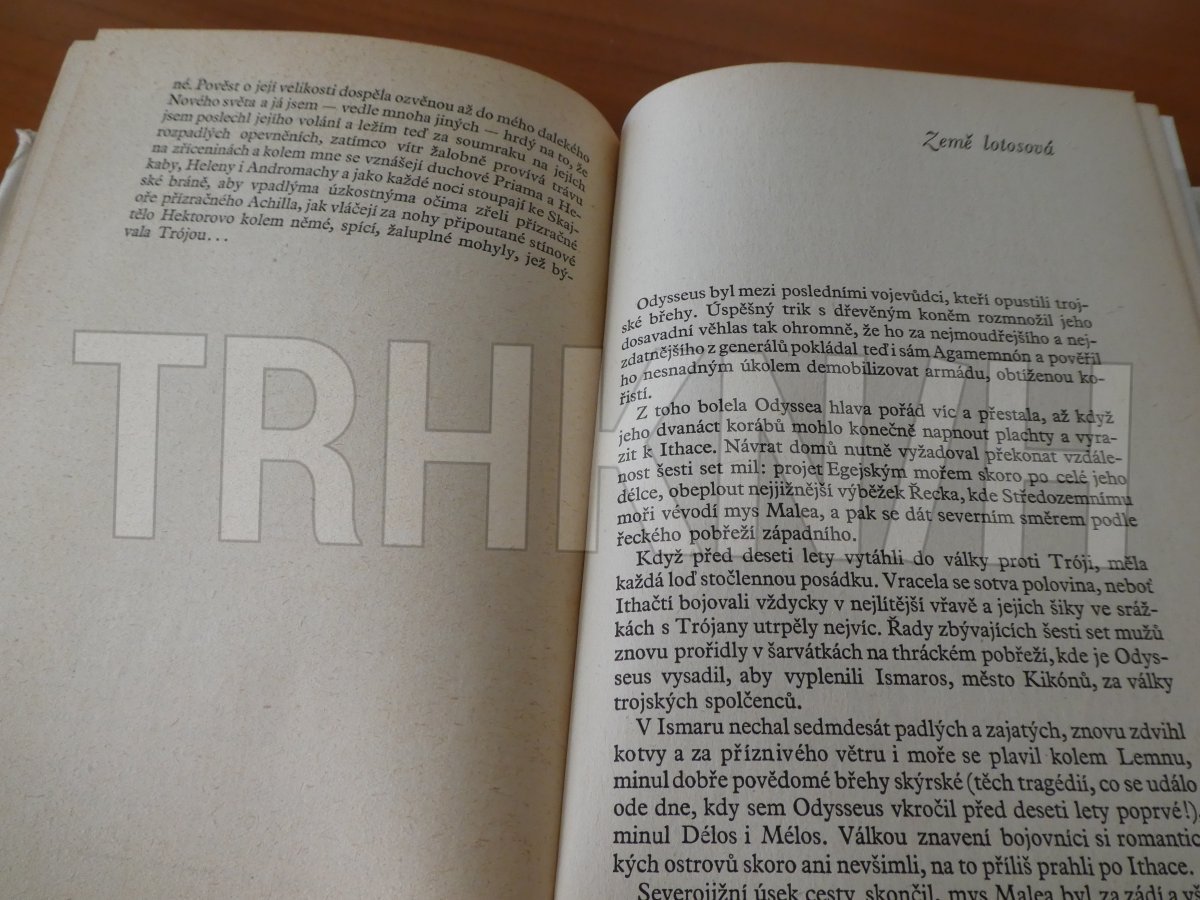 né. Pověst o její velikosti dospěla ozvěnou až do mého dalekého
Nového světa a já jsem — vedle mnoha jiných — hrdý na to, že
jsem poslechl jejího volání a ležím teď za soumraku na jejich
rozpadlých opevněních, zatímco vítr žalobně provívá trávu
na zříceninách a kolem mne se vznášejí duchové Priama a He-
kaby, Heleny i Andromachy a jako každé noci stoupají ke Skaj-
ské bráně, aby vpadlýma úzkostnýma očima zřeli přízračné
oře přízračného Achilla, jak vláčejí za nohy připoutané stínové
tělo Hektorovo kolem němé, spící, žaluplné mohyly, jež bý-
vala Trójou...
Země lotosová
Odysseus byl mezi posledními vojevůdci, kteří opustili troj-
ské břehy. Úspěšný trik s dřevěným koněm rozmnožil jeho
dosavadní věhlas tak ohromně, že ho za nejmoudřejšího a nej-
zdatnějšího z generálů pokládal teď i sám Agamemnón a pověřil
ho nesnadným úkolem demobilizovat armádu, obtíženou ko-
řistí.
Z toho bolela Odyssea hlava pořád víc a přestala, až když
jeho dvanáct korábů mohlo konečně napnout plachty a vyra-
zit k Ithace. Návrat domů nutně vyžadoval překonat vzdále-
nost šesti set mil: projet Egejským mořem skoro po celé jeho
délce, obeplout nejjižnější výběžek Řecka, kde Středozemnímu
moři vévodí mys Malea, a pak se dát severním směrem podle
řeckého pobřeží západního.
Když před deseti lety vytáhli do války proti Tróji, měla
každá loď stočlennou posádku. Vracela se sotva polovina, neboť
Ithačtí bojovali vždycky v nejlítější vřavě a jejich šiky ve sráž-
kách s Trójany utrpěly nejvíc. Řady zbývajících šesti set mužů
znovu prořidly v šarvátkách na thráckém pobřeží, kde je Odys-
seus vysadil, aby vyplenili Ismaros, město Kikónů, za války
trojských spolčenců.
V Ismaru nechal sedmdesát padlých a zajatých, znovu zdvihl
kotvy a za příznivého větru i moře se plavil kolem Lemnu,
minul dobře povědomé břehy skýrské (těch tragédií, co se událo
ode dne, kdy sem Odysseus vkročil před deseti lety poprvé!),
minul Délos i Mélos. Válkou znavení bojovníci si romantic
kých ostrovů skoro ani nevšimli, na to příliš prahli po Ithace.
Severojižní úsek cesty skončil, mys Malea byl za zádí a
TRHKNIH